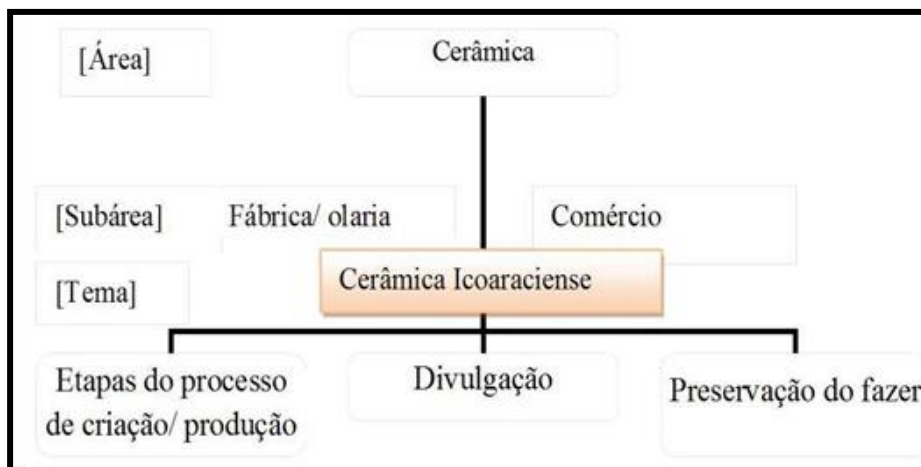 [Área]
Cerâmica
[Subárea]
Fábrica/ olaria
Comércio
Cerâmica Icoaraciense
[Tema]
Etapas do processo
de criação/ produção
Divulgação
Preservação do fazer